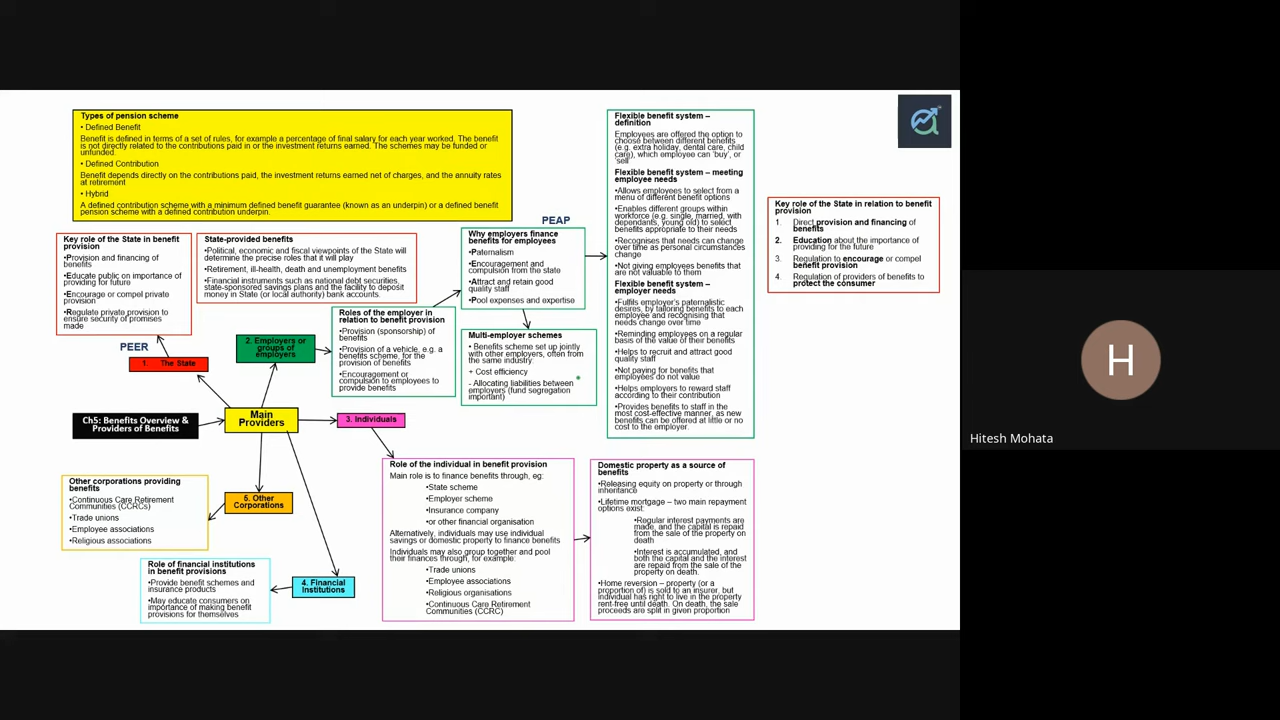 Types of pension scheme
• Defined Benefit
Benefit is defined in terms of a set of rules, for example a percentage of final salary for each year worked. The benefit
is not directly related to the contributions paid in or the investment returns earned. The schemes may be funded or
unfunded.
• Defined Contribution
Benefit depends directly on the contributions paid, the investment returns earned net of charges, and the annuity rates
at retirement
• Hybrid
A defined contribution scheme with a minimum defined benefit guarantee (known as an underpin) or a defined benefit
pension scheme with a defined contribution underpin.
Key role of the State in benefit
provision
•Provision and financing of
benefits
•Educate public on importance of
providing for future
•Encourage or compel private
provision
•Regulate private provision to
ensure security of promises
made
State-provided benefits
•Political, economic and fiscal viewpoints of the State will
determine the precise roles that it will play
•Retirement, ill-health, death and unemployment benefits
•Financial instruments such as national debt securities,
state-sponsored savings plans and the facility to deposit
money in State (or local authority) bank accounts.
PEER
1. The State
2. Employers or
groups of
employers
Roles of the employer in
relation to benefit provision
•Provision (sponsorship) of
benefits
•Provision of a vehicle, e.g. a
benefits scheme, for the
provision of benefits
•Encouragement or
compulsion to employees to
provide benefits
PEAP
Why employers finance
benefits for employees
•Paternalism
•Encouragement and
compulsion from the state
•Attract and retain good
quality staff
•Pool expenses and expertise
Multi-employer schemes
• Benefits scheme set up jointly
with other employers, often from
the same industry.
+ Cost efficiency
- Allocating liabilities between
employers (fund segregation
important)
Flexible benefit system –
definition
Employees are offered the option to
choose between different benefits
(e.g. extra holiday, dental care, child
care), which employee can 'buy', or
'sell'
Flexible benefit system – meeting
employee needs
•Allows employees to select from a
menu of different benefit options
•Enables different groups within
workforce (e.g. single, married, with
dependants, young old) to select
benefits appropriate to their needs
•Recognises that needs can change
over time as personal circumstances
change
•Not giving employees benefits that
are not valuable to them
Flexible benefit system –
employer needs
•Fulfils employer's paternalistic
desires, by tailoring benefits to each
employee and recognising that
needs change over time
•Reminding employees on a regular
basis of the value of their benefits
•Helps to recruit and attract good
quality staff
•Not paying for benefits that
employees do not value
•Helps employers to reward staff
according to their contribution
•Provides benefits to staff in the
most cost-effective manner, as new
benefits can be offered at little or no
cost to the employer.
Key role of the State in relation to benefit
provision
1. Direct provision and financing of
benefits
2. Education about the importance of
providing for the future
3. Regulation to encourage or compel
benefit provision
4. Regulation of providers of benefits to
protect the consumer
Ch5: Benefits Overview &
Providers of Benefits
Main
Providers
3. Individuals
Role of the individual in benefit provision
Main role is to finance benefits through, eg:
•State scheme
•Employer scheme
•Insurance company
•or other financial organisation
Alternatively, individuals may use individual
savings or domestic property to finance benefits
Individuals may also group together and pool
their finances through, for example:
•Trade unions
•Employee associations
•Religious organisations
•Continuous Care Retirement
Communities (CCRC)
Domestic property as a source of
benefits
•Releasing equity on property or through
inheritance
•Lifetime mortgage – two main repayment
options exist:
•Regular interest payments are
made, and the capital is repaid
from the sale of the property on
death
•Interest is accumulated, and
both the capital and the interest
are repaid from the sale of the
property on death.
•Home reversion – property (or a
proportion of) is sold to an insurer, but
individual has right to live in the property
rent-free until death. On death, the sale
proceeds are split in given proportion
Other corporations providing
benefits
•Continuous Care Retirement
Communities (CCRCs)
•Trade unions
•Employee associations
•Religious associations
5. Other
Corporations
Role of financial institutions
in benefit provisions
•Provide benefit schemes and
insurance products
•May educate consumers on
importance of making benefit
provisions for themselves
4. Financial
Institutions
H
Hitesh Mohata